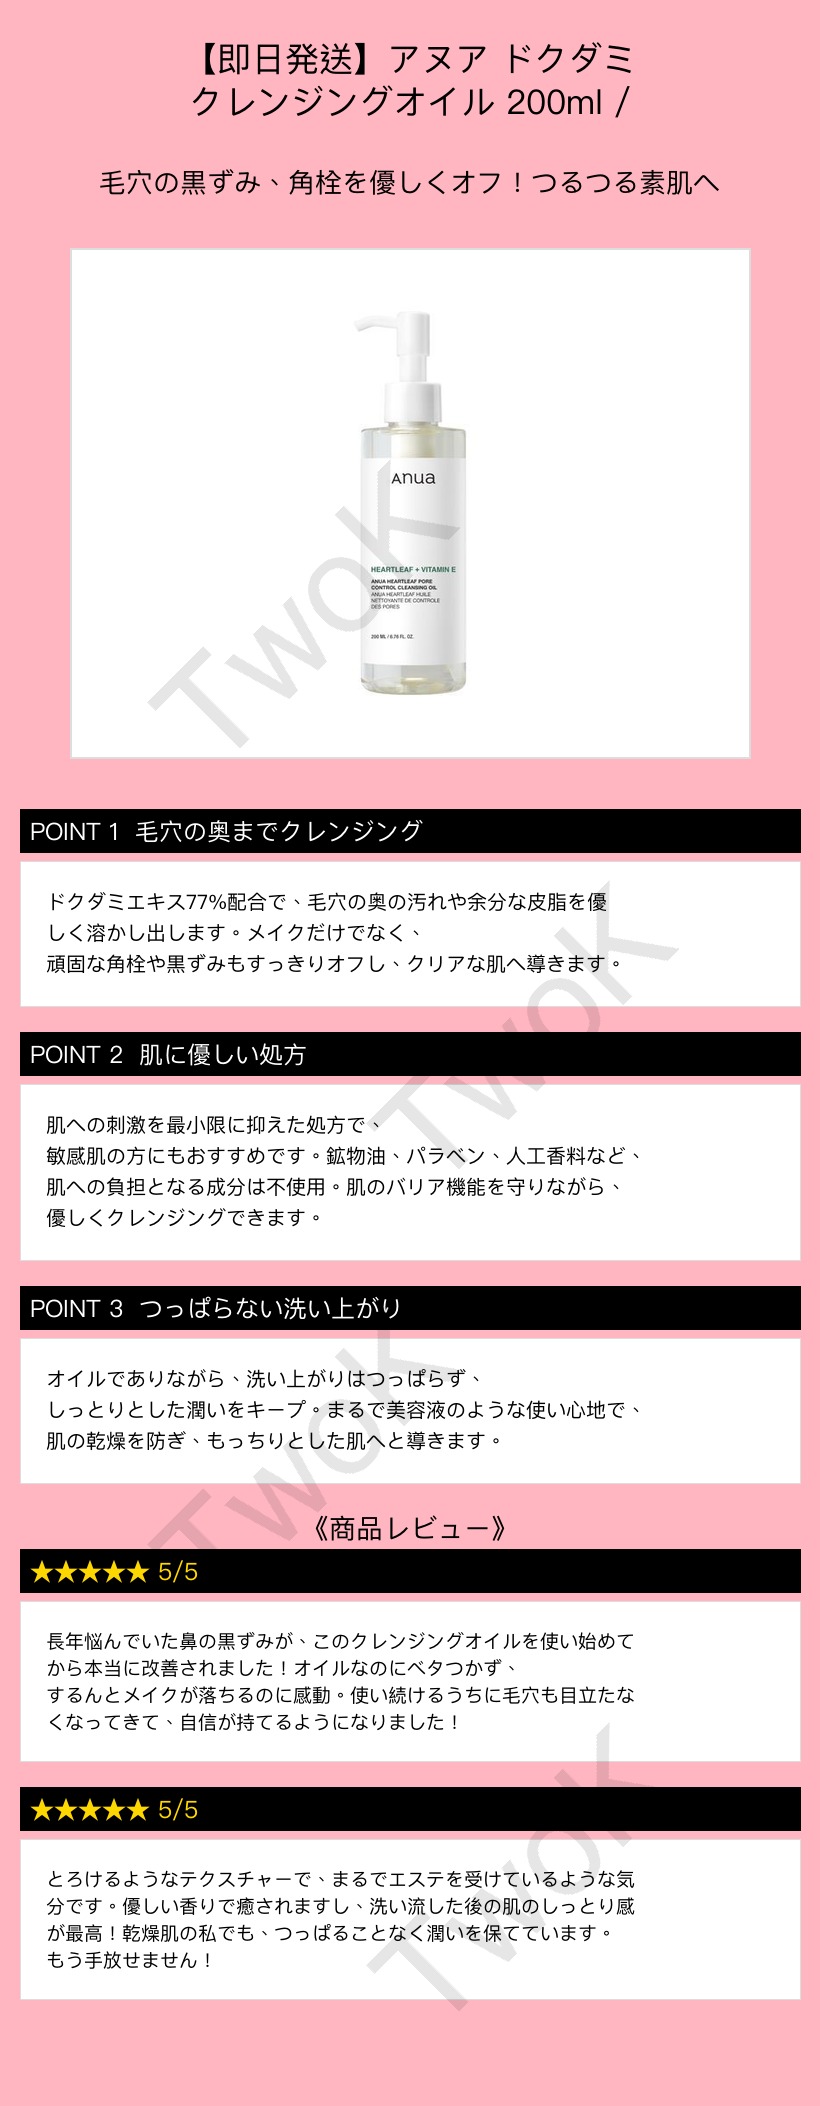 【即日発送】アヌア ドクダミ
クレンジングオイル 200ml /
毛穴の黒ずみ、角栓を優しくオフ！つるつる素肌へ
Anua
HEARTLEAF + VITAMIN E
ANUA HEARTLEAF PORE
CONTROL CLEANSING OIL
ANUA HEARTLEAF HUILE
NETTOYANTE DE CONTROLE
DES PORES
200 ML / 6.76 FL. OZ.
TwoK
POINT 1 毛穴の奥までクレンジング
ドクダミエキス77%配合で、毛穴の奥の汚れや余分な皮脂を優
しく溶かし出します。メイクだけでなく、
頑固な角栓や黒ずみもすっきりオフし、クリアな肌へ導きます。
TwoK
POINT 2 肌に優しい処方
肌への刺激を最小限に抑えた処方で、
敏感肌の方にもおすすめです。鉱物油、パラベン、人工香料など、
肌への負担となる成分は不使用。肌のバリア機能を守りながら、
優しくクレンジングできます。
POINT 3 つっぱらない洗い上がり
オイルでありながら、洗い上がりはつっぱらず、
しっとりとした潤いをキープ。まるで美容液のような使い心地で、
肌の乾燥を防ぎ、もっちりとした肌へと導きます。
TwoK
《商品レビュー》
★★★★★ 5/5
長年悩んでいた鼻の黒ずみが、このクレンジングオイルを使い始めて
から本当に改善されました！オイルなのにベタつかず、
するんとメイクが落ちるのに感動。使い続けるうちに毛穴も目立たな
くなってきて、自信が持てるようになりました！
★★★★★ 5/5
とろけるようなテクスチャーで、まるでエステを受けているような気
分です。優しい香りで癒されますし、洗い流した後の肌のしっとり感
が最高！乾燥肌の私でも、つっぱることなく潤いを保てています。
もう手放せません！
TwoK